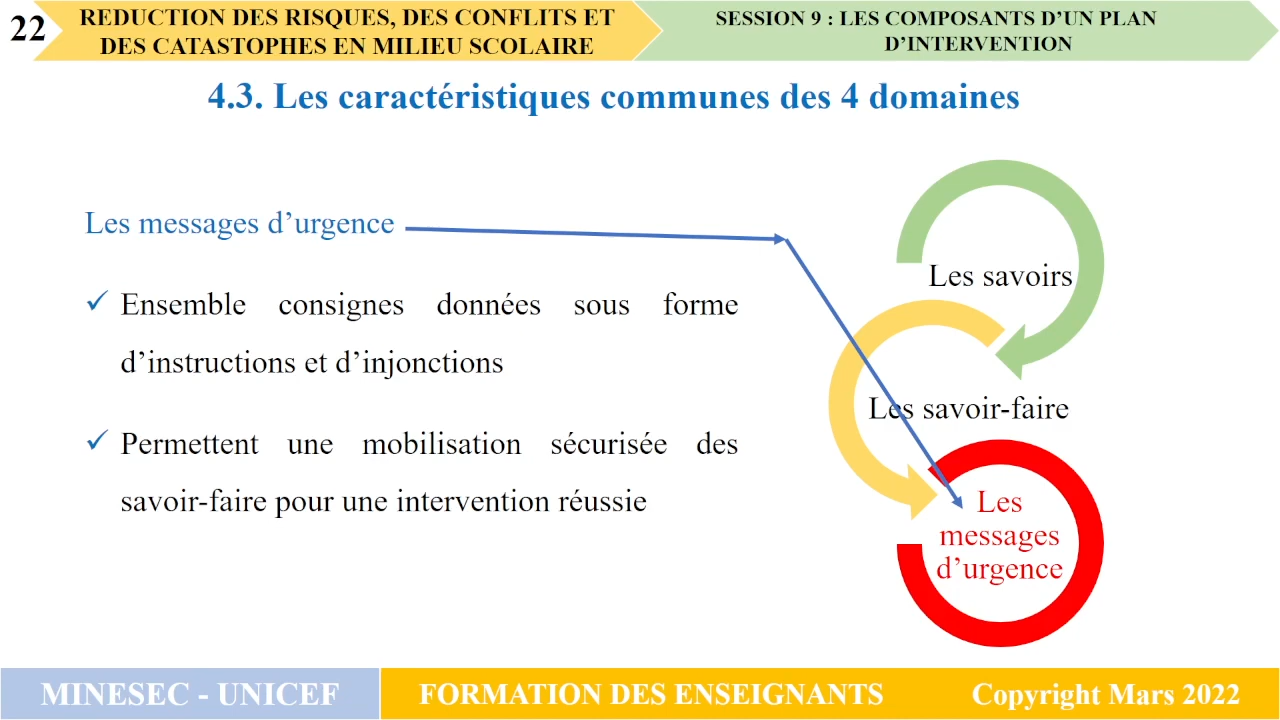 22
REDUCTION DES RISQUES, DES CONFLITS ET
DES CATASTOPHES EN MILIEU SCOLAIRE
SESSION 9 : LES COMPOSANTS D’UN PLAN
D’INTERVENTION
4.3. Les caractéristiques communes des 4 domaines
Les messages d’urgence
✓ Ensemble consignes données sous forme
d’instructions et d’injonctions
✓ Permettent une mobilisation sécurisée des
savoir-faire pour une intervention réussie
Les savoirs
Les savoir-faire
Les
messages
d’urgence
MINESEC - UNICEF
FORMATION DES ENSEIGNANTS
Copyright Mars 2022